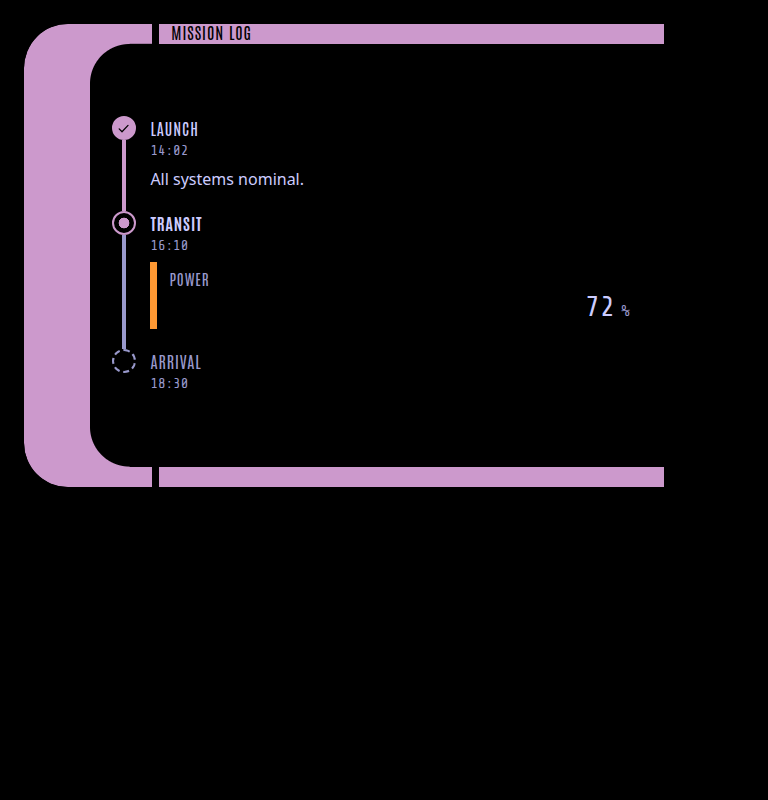 MISSION LOG
LAUNCH
14:02
All systems nominal.
TRANSIT
16:10
POWER
72 %
ARRIVAL
18:30